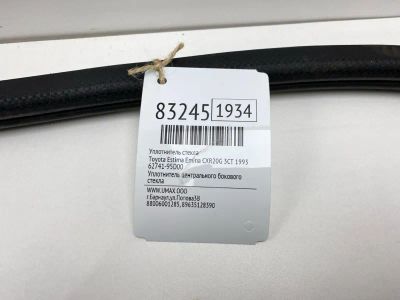 83245 1934
Уплотнитель стекла
Toyota Estima Emina CXR20G 3CT 1993
62741-95D00
Уплотнитель центрального бокового
стекла
WWW.UMAX.OOO
г.Барнаул,ул.Попова38
88006001285, 89635128390